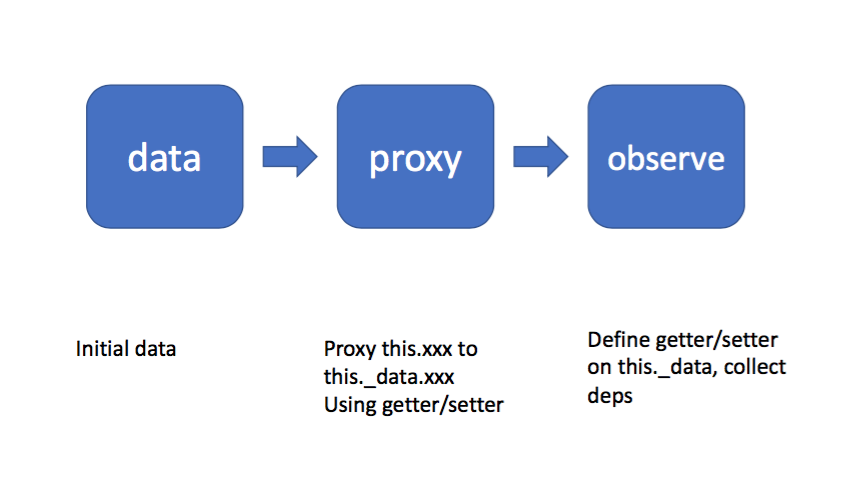 data
proxy
observe
Initial data
Proxy this.xxx to
this._data.xxx
Using getter/setter
Define getter/setter
on this._data, collect
deps